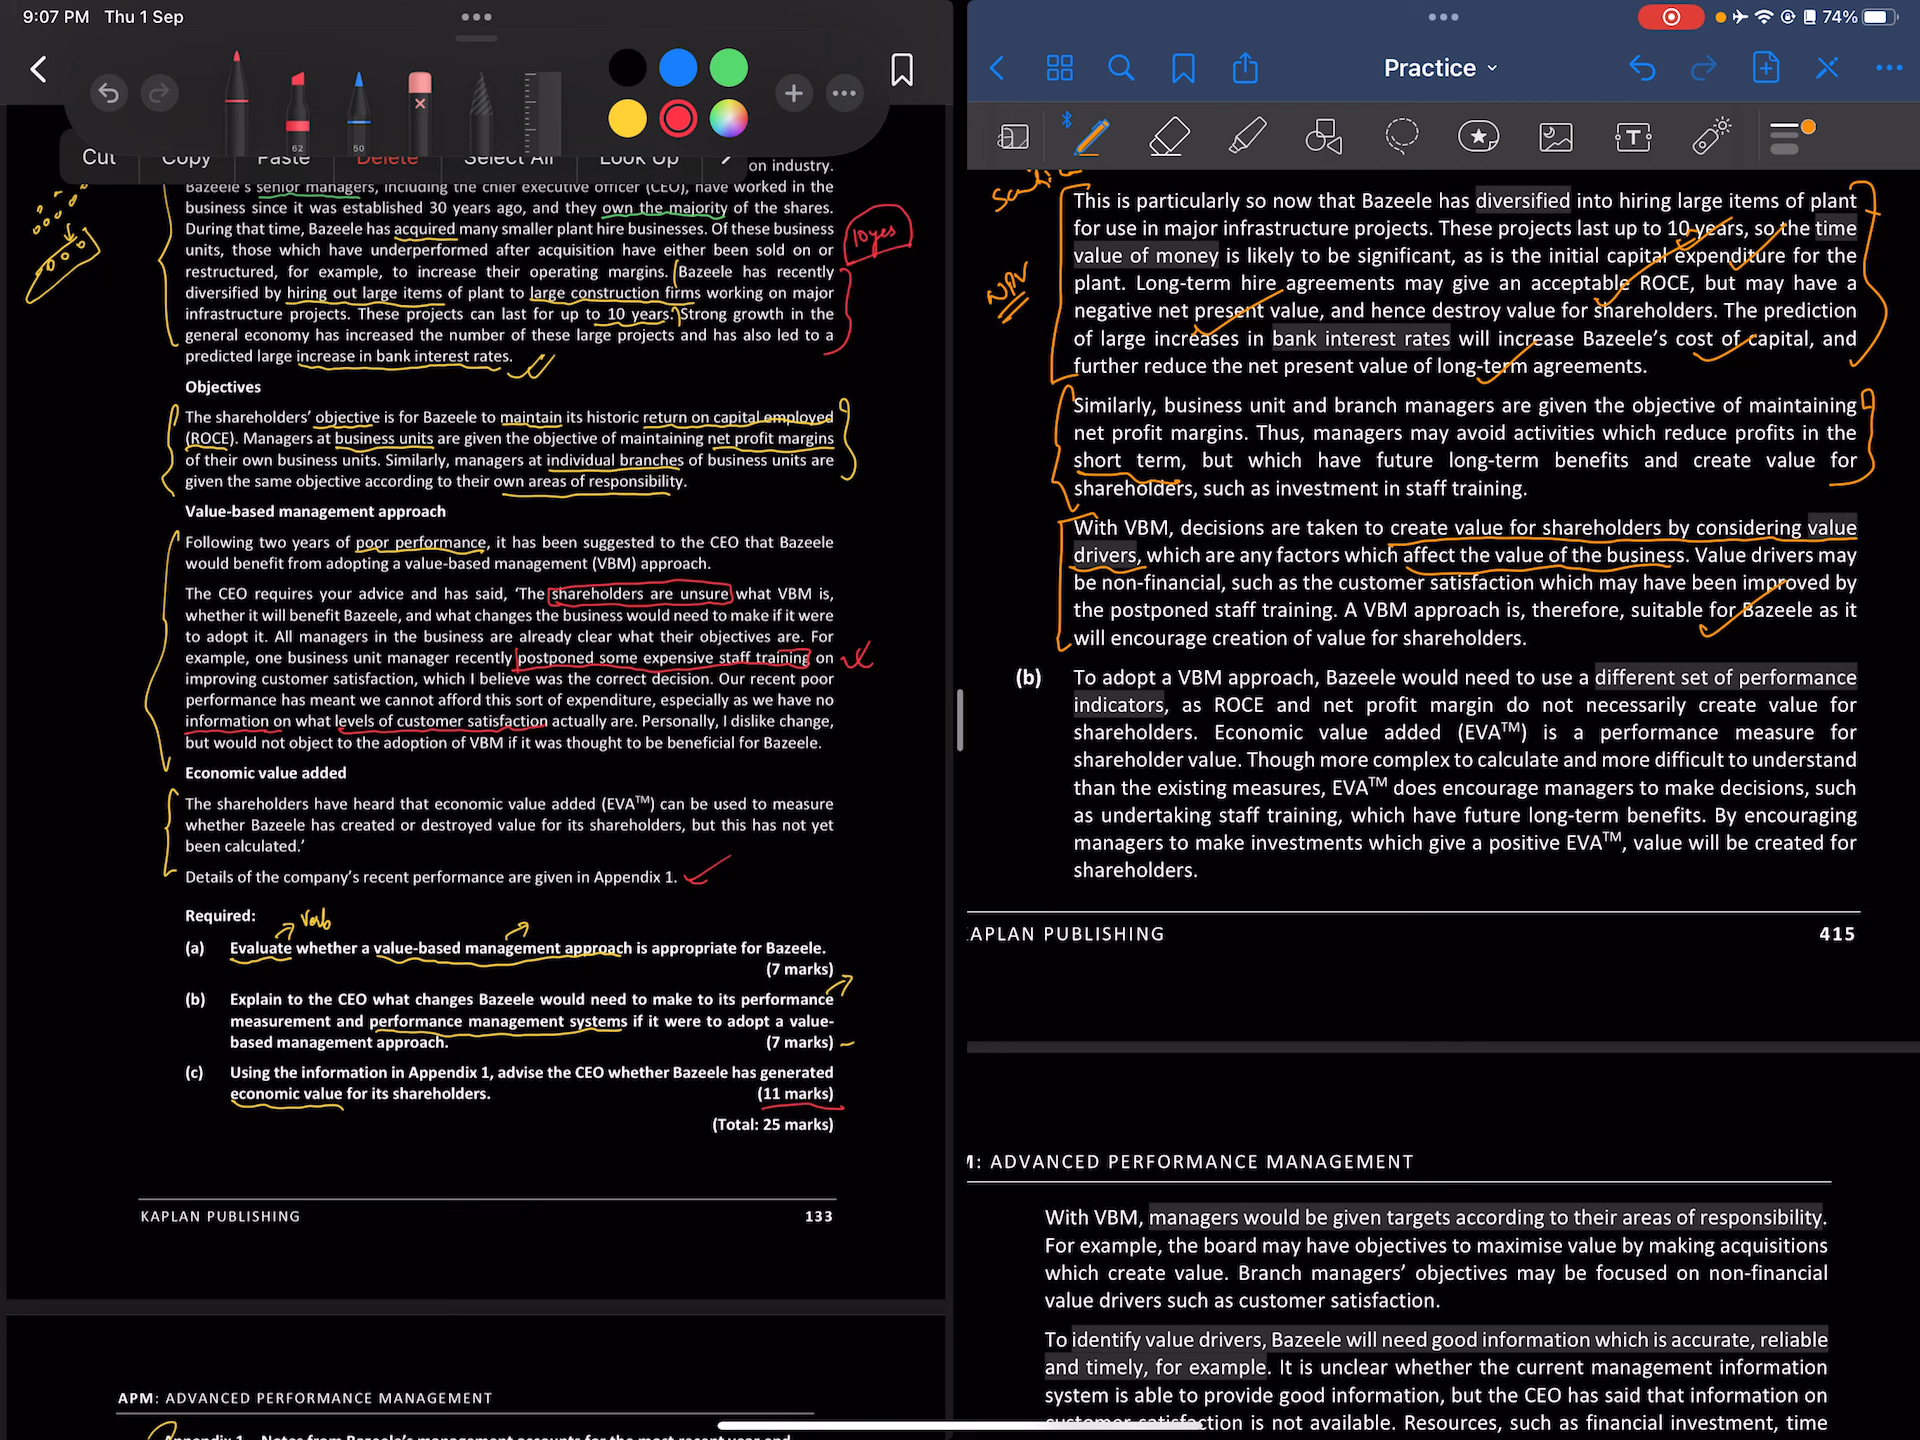 9:07 PM Thu 1 Sep
62
50
Cut Copy Paste Delete Select All Look Up
on industry.
Bazeele's senior managers, including the chief executive officer (CEO), have worked in the
business since it was established 30 years ago, and they own the majority of the shares.
During that time, Bazeele has acquired many smaller plant hire businesses. Of these business
units, those which have underperformed after acquisition have either been sold on or
restructured, for example, to increase their operating margins. Bazeele has recently
diversified by hiring out large items of plant to large construction firms working on major
infrastructure projects. These projects can last for up to 10 years. Strong growth in the
general economy has increased the number of these large projects and has also led to a
predicted large increase in bank interest rates.
Objectives
The shareholders' objective is for Bazeele to maintain its historic return on capital employed
(ROCE). Managers at business units are given the objective of maintaining net profit margins
of their own business units. Similarly, managers at individual branches of business units are
given the same objective according to their own areas of responsibility.
Value-based management approach
Following two years of poor performance, it has been suggested to the CEO that Bazeele
would benefit from adopting a value-based management (VBM) approach.
The CEO requires your advice and has said, 'The shareholders are unsure what VBM is,
whether it will benefit Bazeele, and what changes the business would need to make if it were
to adopt it. All managers in the business are already clear what their objectives are. For
example, one business unit manager recently postponed some expensive staff training on
improving customer satisfaction, which I believe was the correct decision. Our recent poor
performance has meant we cannot afford this sort of expenditure, especially as we have no
information on what levels of customer satisfaction actually are. Personally, I dislike change,
but would not object to the adoption of VBM if it was thought to be beneficial for Bazeele.
Economic value added
The shareholders have heard that economic value added (EVA™) can be used to measure
whether Bazeele has created or destroyed value for its shareholders, but this has not yet
been calculated.'
Details of the company's recent performance are given in Appendix 1.
Required:
Verb
(a) Evaluate whether a value-based management approach is appropriate for Bazeele.
(7 marks)
(b) Explain to the CEO what changes Bazeele would need to make to its performance
measurement and performance management systems if it were to adopt a value-
based management approach. (7 marks)
(c) Using the information in Appendix 1, advise the CEO whether Bazeele has generated
economic value for its shareholders. (11 marks)
(Total: 25 marks)
KAPLAN PUBLISHING 133
APM: ADVANCED PERFORMANCE MANAGEMENT
Appendix 1 – Notes from Bazeele's management accounts for the most recent year end
74%
Practice
NPV
This is particularly so now that Bazeele has diversified into hiring large items of plant
for use in major infrastructure projects. These projects last up to 10 years, so the time
value of money is likely to be significant, as is the initial capital expenditure for the
plant. Long-term hire agreements may give an acceptable ROCE, but may have a
negative net present value, and hence destroy value for shareholders. The prediction
of large increases in bank interest rates will increase Bazeele's cost of capital, and
further reduce the net present value of long-term agreements.
Similarly, business unit and branch managers are given the objective of maintaining
net profit margins. Thus, managers may avoid activities which reduce profits in the
short term, but which have future long-term benefits and create value for
shareholders, such as investment in staff training.
With VBM, decisions are taken to create value for shareholders by considering value
drivers, which are any factors which affect the value of the business. Value drivers may
be non-financial, such as the customer satisfaction which may have been improved by
the postponed staff training. A VBM approach is, therefore, suitable for Bazeele as it
will encourage creation of value for shareholders.
(b) To adopt a VBM approach, Bazeele would need to use a different set of performance
indicators, as ROCE and net profit margin do not necessarily create value for
shareholders. Economic value added (EVA™) is a performance measure for
shareholder value. Though more complex to calculate and more difficult to understand
than the existing measures, EVA™ does encourage managers to make decisions, such
as undertaking staff training, which have future long-term benefits. By encouraging
managers to make investments which give a positive EVA™, value will be created for
shareholders.
APLAN PUBLISHING 415
M: ADVANCED PERFORMANCE MANAGEMENT
With VBM, managers would be given targets according to their areas of responsibility.
For example, the board may have objectives to maximise value by making acquisitions
which create value. Branch managers' objectives may be focused on non-financial
value drivers such as customer satisfaction.
To identify value drivers, Bazeele will need good information which is accurate, reliable
and timely, for example. It is unclear whether the current management information
system is able to provide good information, but the CEO has said that information on
customer satisfaction is not available. Resources, such as financial investment, time